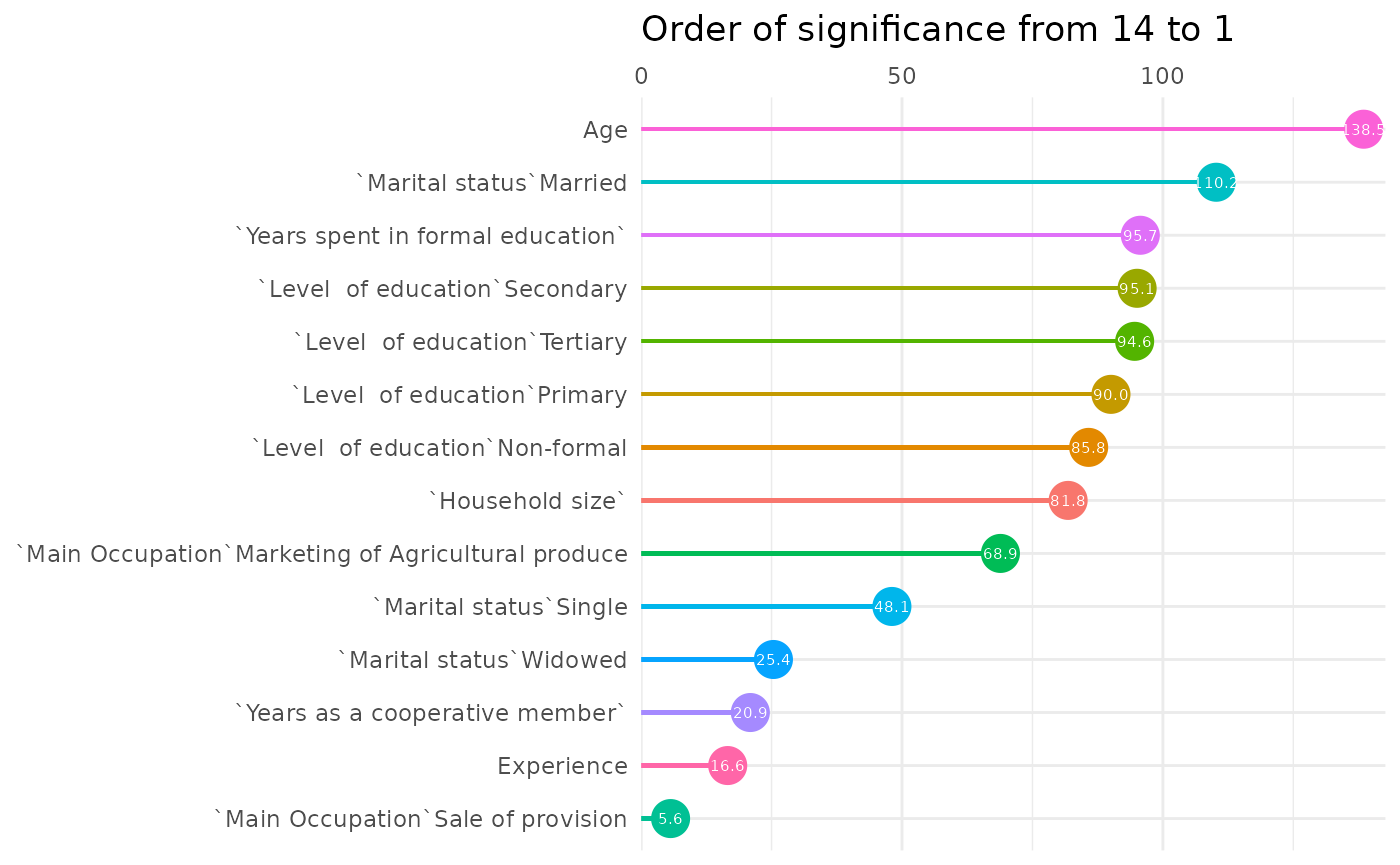 Order of significance from 14 to 1
0 50 100
Age 138.5
`Marital status`Married 110.2
`Years spent in formal education` 95.7
`Level  of education`Secondary 95.1
`Level  of education`Tertiary 94.6
`Level  of education`Primary 90.0
`Level  of education`Non-formal 85.8
`Household size` 81.8
`Main Occupation`Marketing of Agricultural produce 68.9
`Marital status`Single 48.1
`Marital status`Widowed 25.4
`Years as a cooperative member` 20.9
Experience 16.6
`Main Occupation`Sale of provision 5.6